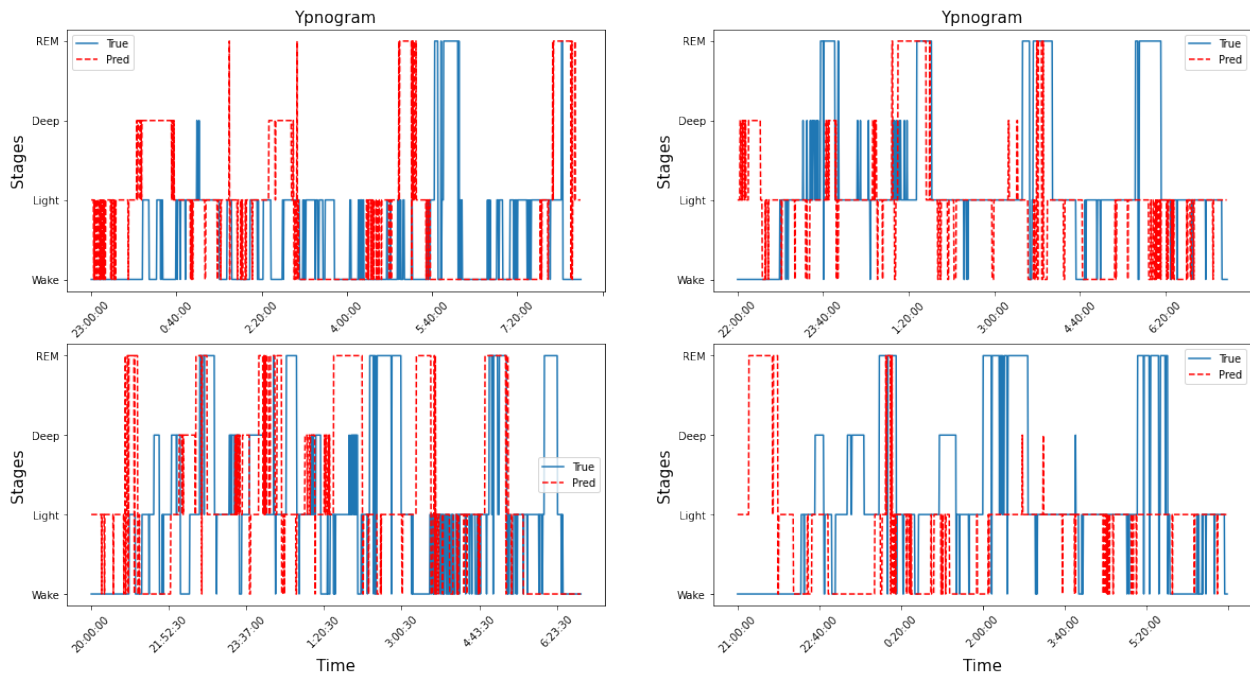 Ypnogram
REM
Deep
Light
Wake
Stages
True
Pred
23:00:00
0:40:00
2:20:00
4:00:00
5:40:00
7:20:00
Ypnogram
REM
Deep
Light
Wake
Stages
True
Pred
22:00:00
23:40:00
1:20:00
3:00:00
4:40:00
6:20:00
REM
Deep
Light
Wake
Stages
True
Pred
20:00:00
21:52:30
23:37:00
1:20:30
3:00:30
4:43:30
6:23:30
Time
REM
Deep
Light
Wake
Stages
True
Pred
21:00:00
22:40:00
0:20:00
2:00:00
3:40:00
5:20:00
Time